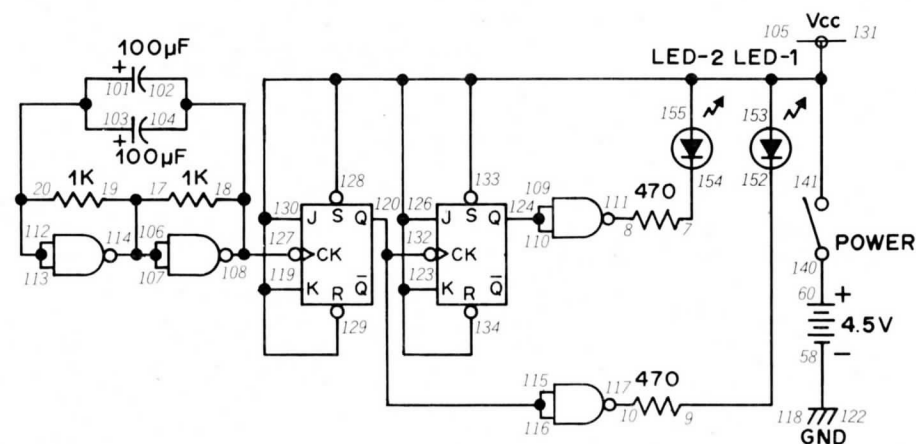 Vcc
105 131
100µF
+
101 102
LED-2 LED-1
103 104
+
100µF
155 153
20 1K 19 17 1K 18
128 133
154 152
141
130 J S Q 120 126 J S Q 124 109 111 470
110 8 7
112 114 106 127 CK 132 CK
113 107 108
POWER
140
119 K R Q̅ 123 K R Q̅
129 134
60 +
4.5V
58 −
115 117 470
116 10 9
118 122
GND